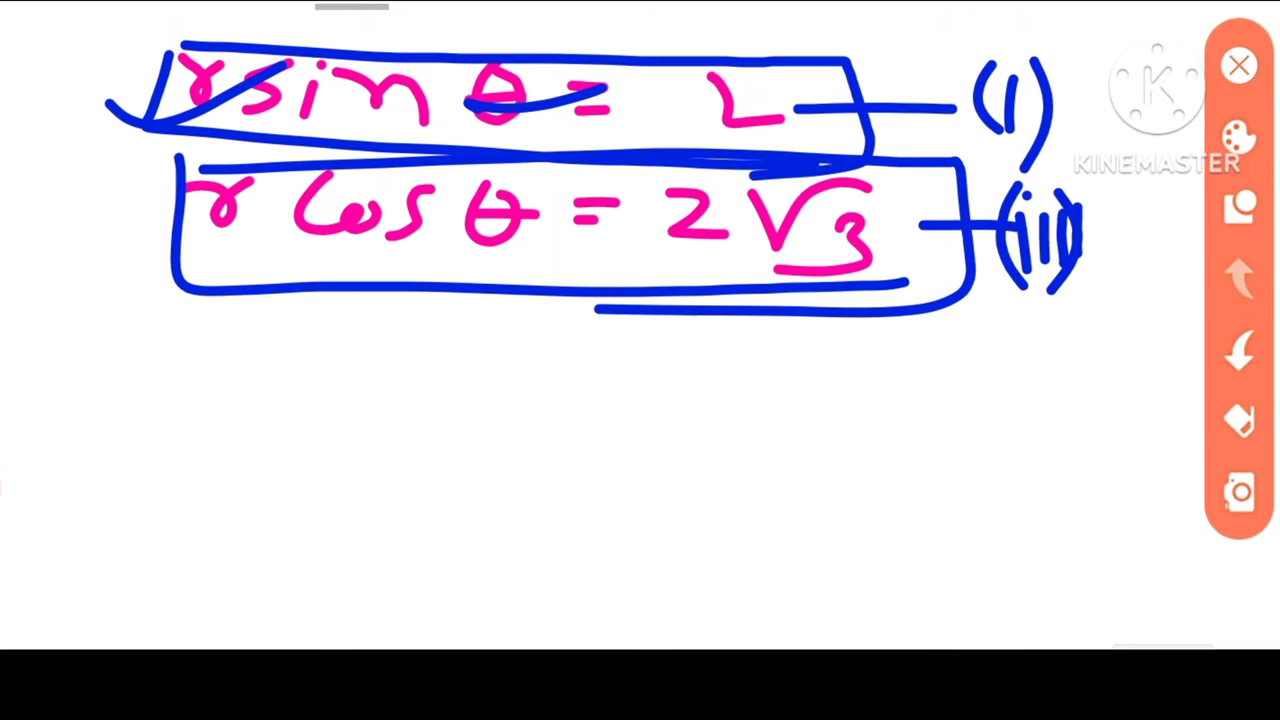 r sin θ = 2 (i)
KINEMASTER
r cos θ = 2√3 (ii)